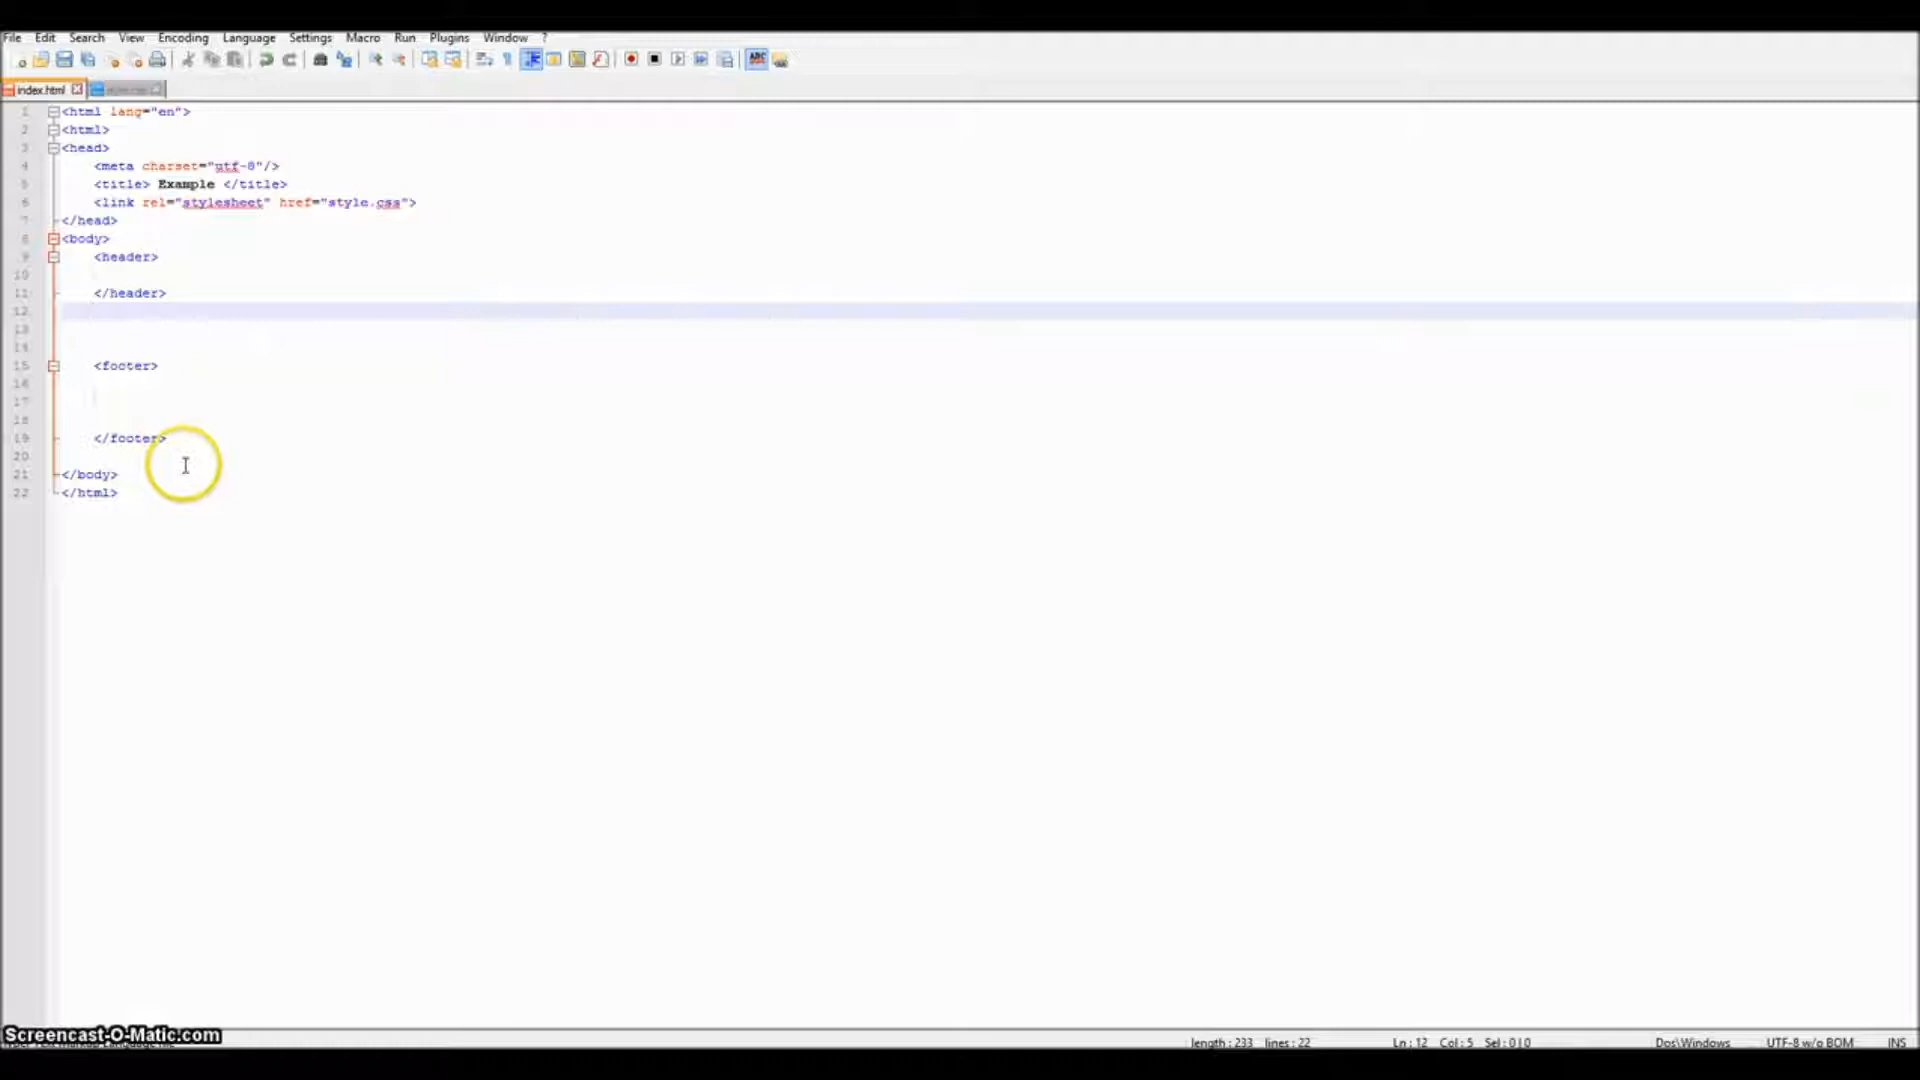 File Edit Search View Encoding Language Settings Macro Run Plugins Window ?
index.html
1 <html lang="en">
2 <html>
3 <head>
4 <meta charset="utf-8"/>
5 <title> Example </title>
6 <link rel="stylesheet" href="style.css">
7 </head>
8 <body>
9 <header>
10
11 </header>
12
13
14
15 <footer>
16
17
18
19 </footer>
20
21 </body>
22 </html>
Screencast-O-Matic.com
length : 233 lines : 22 Ln : 12 Col : 5 Sel : 0 | 0 Dos\Windows UTF-8 w/o BOM INS